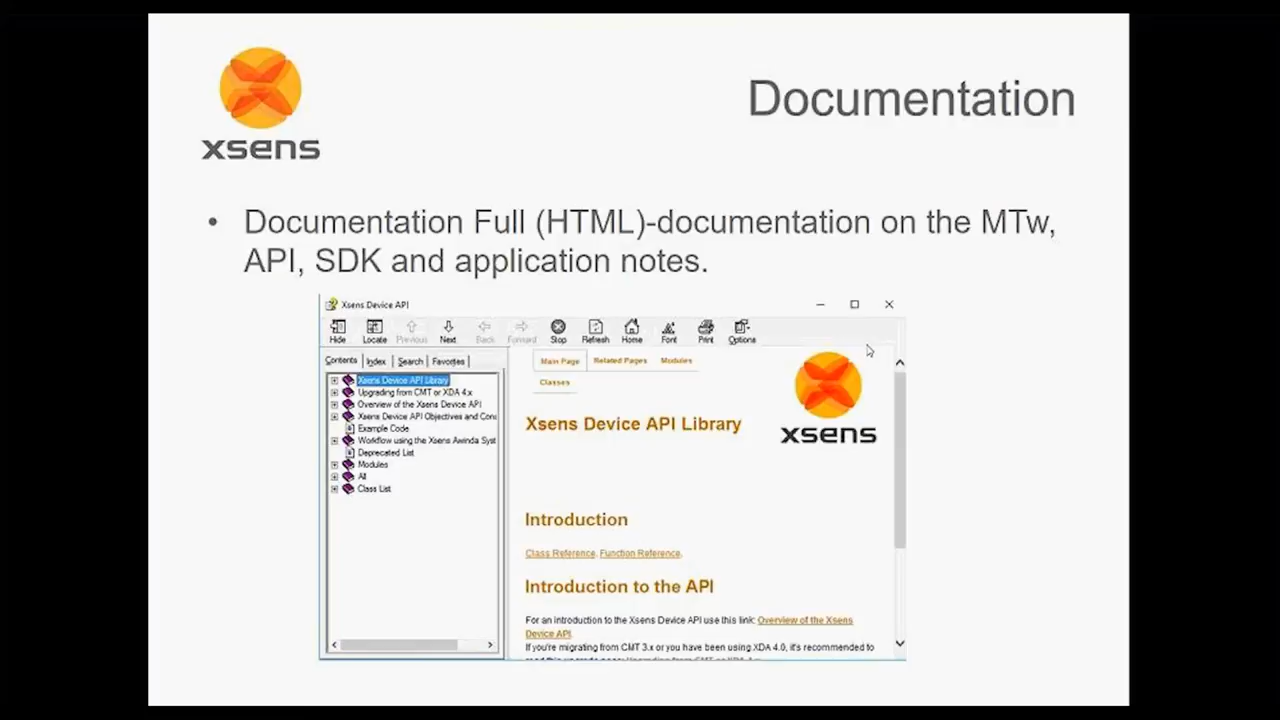 xsens
Documentation
• Documentation Full (HTML)-documentation on the MTw,
API, SDK and application notes.
Xsens Device API
Hide Locate Previous Next Back Forward Stop Refresh Home Font Print Options
Contents Index Search Favorites
Xsens Device API Library
Upgrading from CMT or XDA 4.x
Overview of the Xsens Device API
Xsens Device API Objectives and Con
Example Code
Workflow using the Xsens Awinda Syst
Deprecated List
Modules
All
Class List
Main Page Related Pages Modules
Classes
xsens
Xsens Device API Library
Introduction
Class Reference. Function Reference.
Introduction to the API
For an introduction to the Xsens Device API use this link: Overview of the Xsens
Device API.
If you're migrating from CMT 3.x or you have been using XDA 4.0, it's recommended to